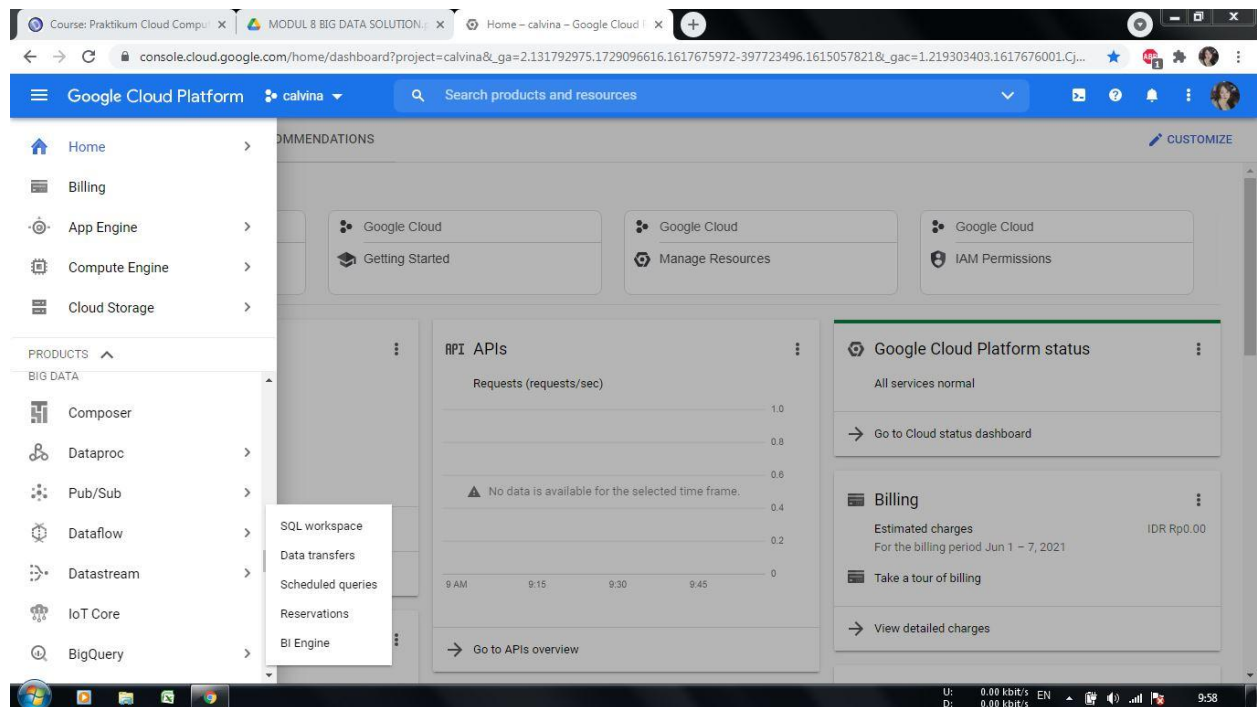 Course: Praktikum Cloud Compu
MODUL 8 BIG DATA SOLUTION.
Home – calvina – Google Cloud
console.cloud.google.com/home/dashboard?project=calvina&_ga=2.131792975.1729096616.1617675972-397723496.1615057821&_gac=1.219303403.1617676001.Cj...
Google Cloud Platform
calvina
Search products and resources
Home
OMMENDATIONS
CUSTOMIZE
Billing
App Engine
Google Cloud
Google Cloud
Google Cloud
Getting Started
Manage Resources
IAM Permissions
Compute Engine
Cloud Storage
PRODUCTS
BIG DATA
Composer
Dataproc
Pub/Sub
Dataflow
Datastream
IoT Core
BigQuery
SQL workspace
Data transfers
Scheduled queries
Reservations
BI Engine
API APIs
Requests (requests/sec)
1.0
0.8
0.6
No data is available for the selected time frame.
0.4
0.2
0
9 AM 9:15 9:30 9:45
Go to APIs overview
Google Cloud Platform status
All services normal
Go to Cloud status dashboard
Billing
Estimated charges IDR Rp0.00
For the billing period Jun 1 – 7, 2021
Take a tour of billing
View detailed charges
U: 0.00 kbit/s
D: 0.00 kbit/s
EN
9:58